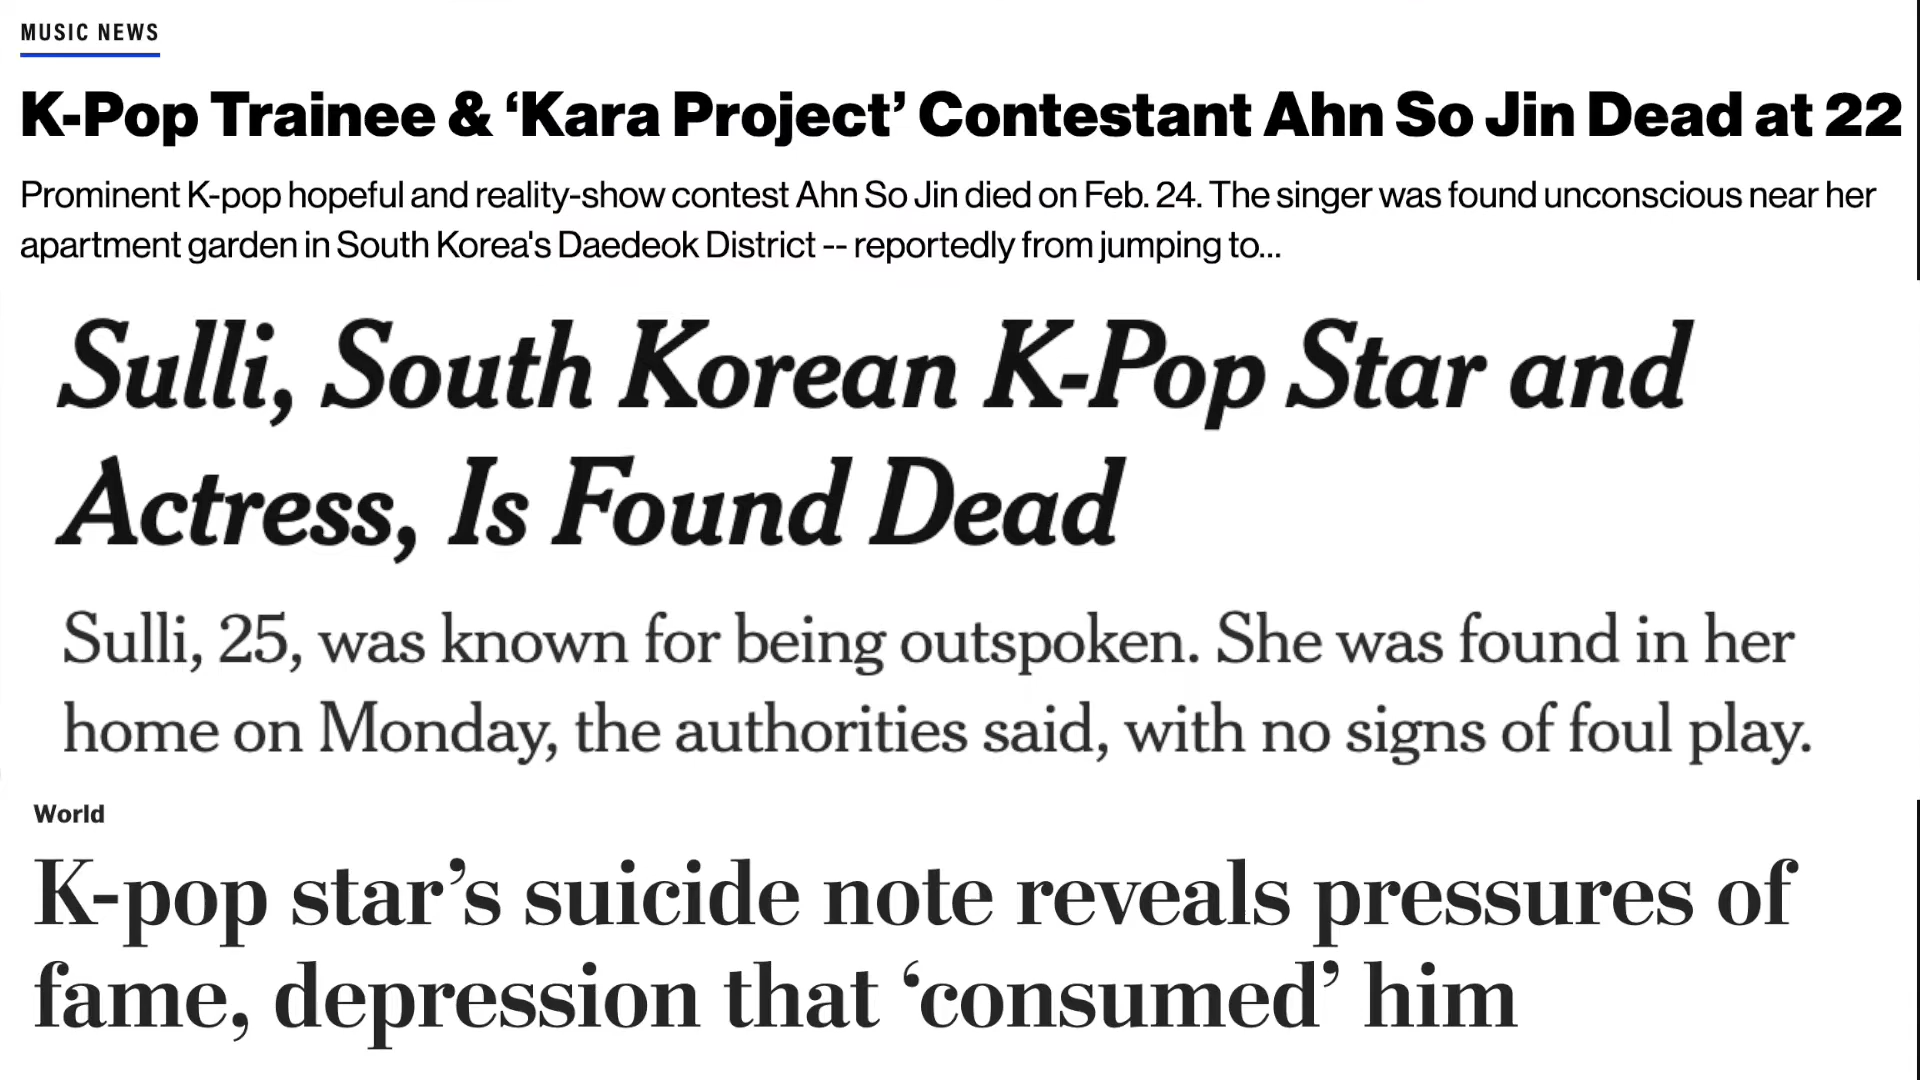 MUSIC NEWS
K-Pop Trainee & ‘Kara Project’ Contestant Ahn So Jin Dead at 22
Prominent K-pop hopeful and reality-show contest Ahn So Jin died on Feb. 24. The singer was found unconscious near her
apartment garden in South Korea's Daedeok District -- reportedly from jumping to...
Sulli, South Korean K-Pop Star and
Actress, Is Found Dead
Sulli, 25, was known for being outspoken. She was found in her
home on Monday, the authorities said, with no signs of foul play.
World
K-pop star’s suicide note reveals pressures of
fame, depression that ‘consumed’ him